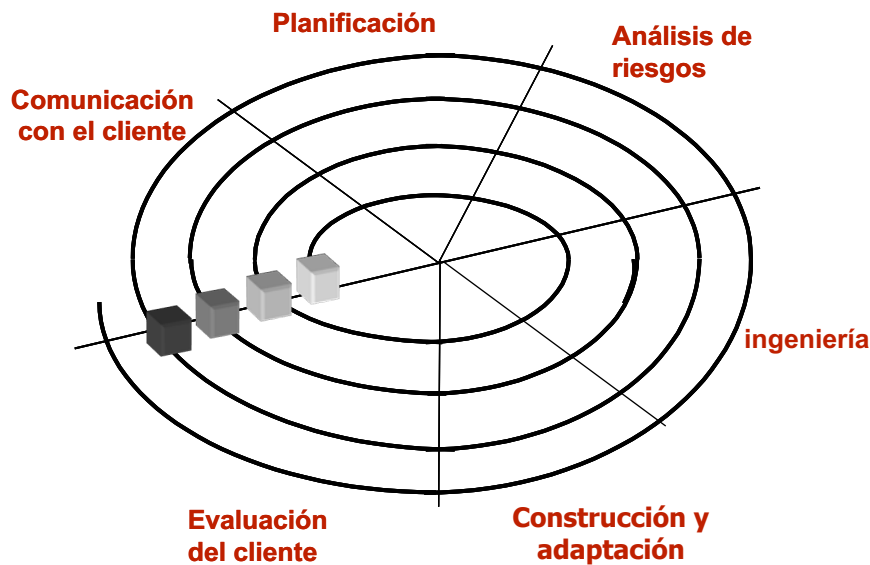 Planificación
Análisis de
riesgos
Comunicación
con el cliente
ingeniería
Evaluación
del cliente
Construcción y
adaptación